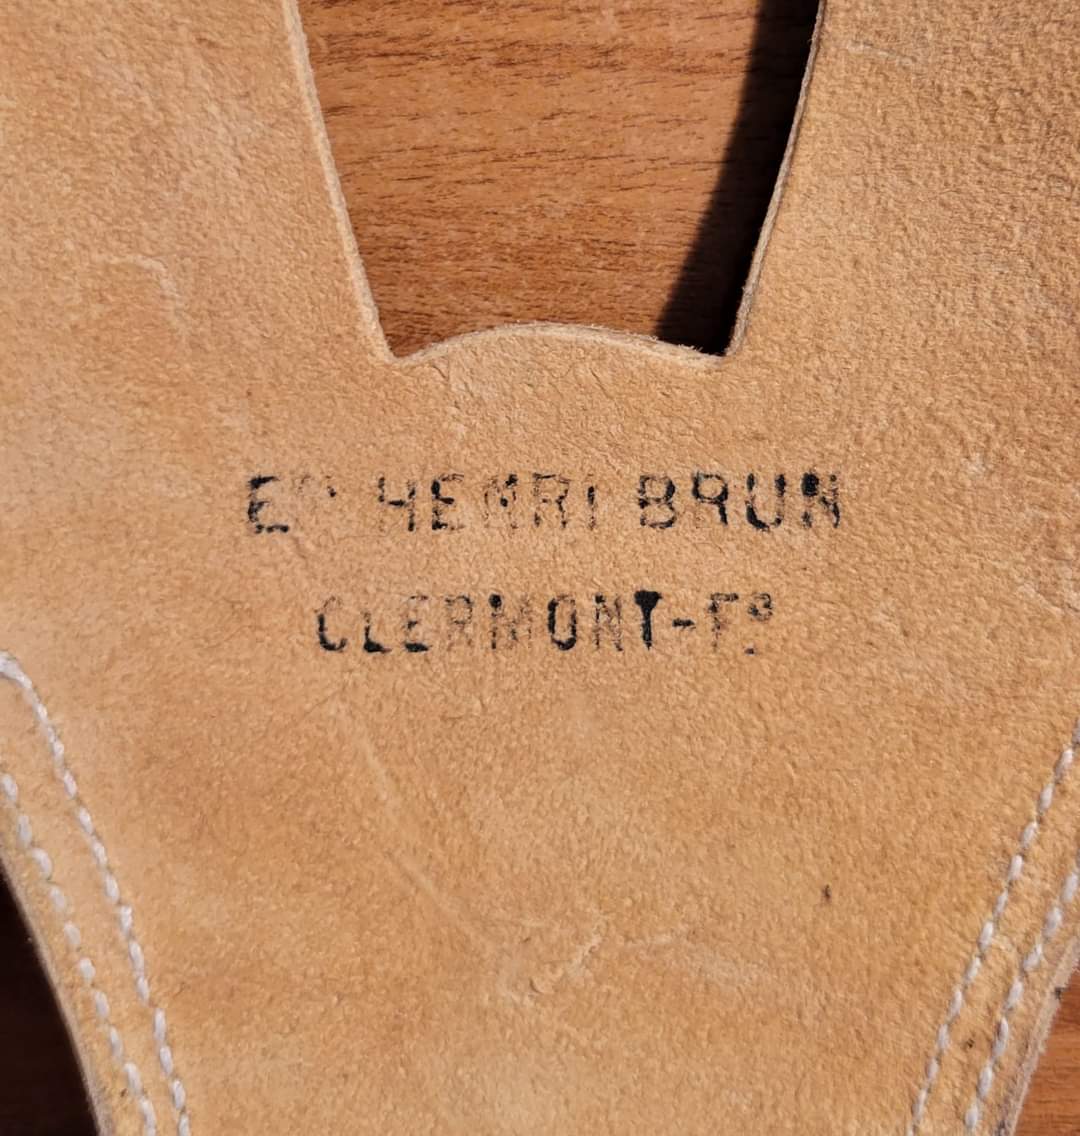 Eᵗˢ HENRI BRUN
CLERMONT-Fᵈ